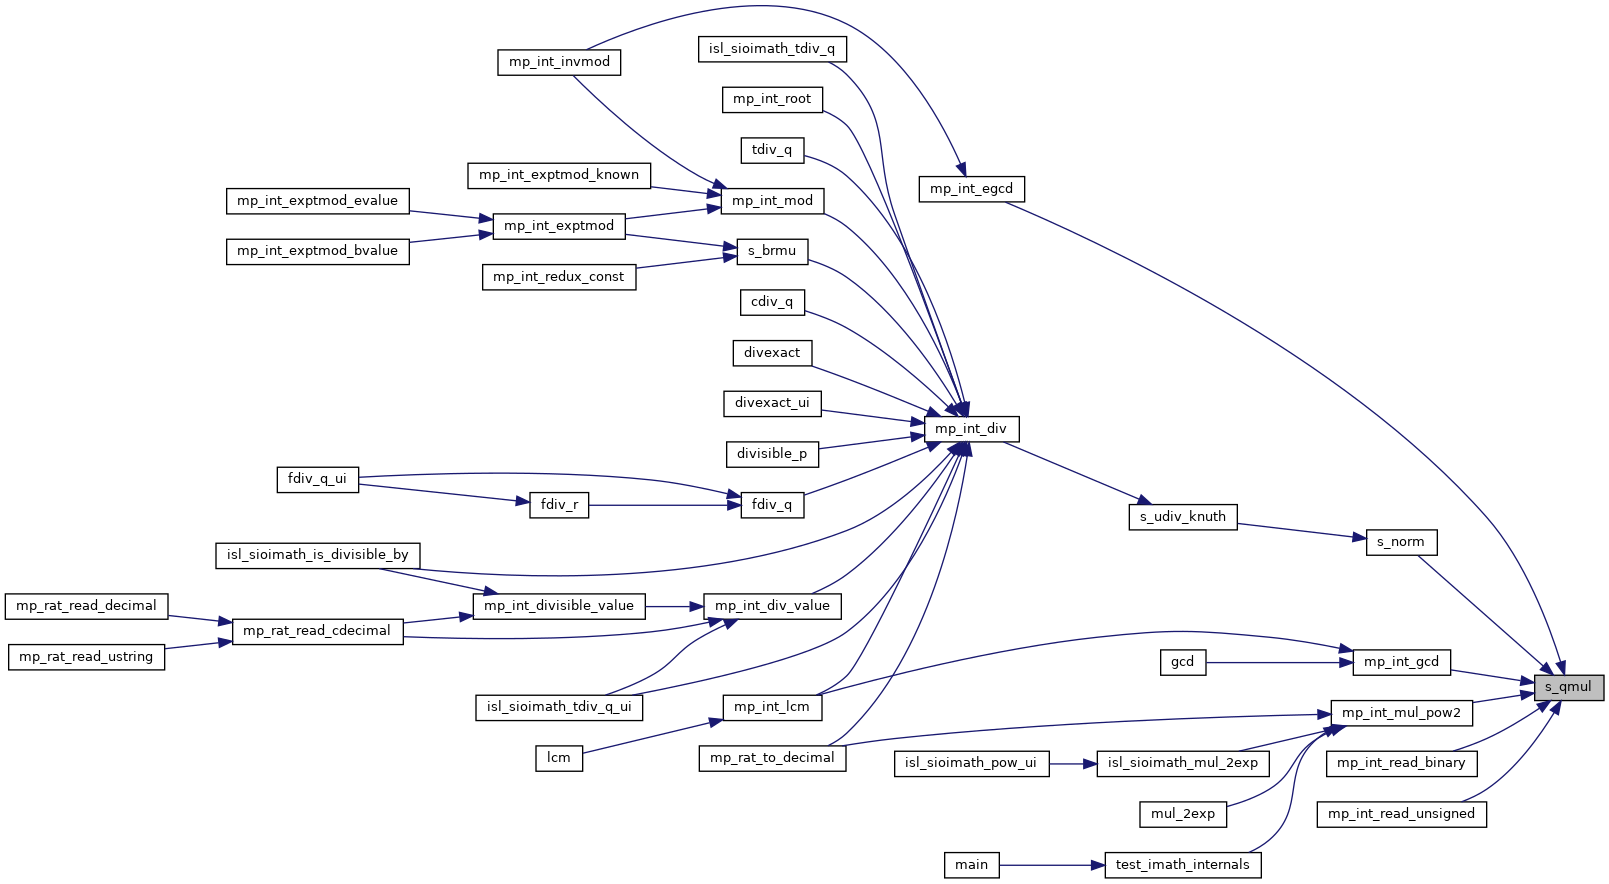 isl_sioimath_tdiv_q
mp_int_invmod
mp_int_root
tdiv_q
mp_int_exptmod_known
mp_int_egcd
mp_int_exptmod_evalue
mp_int_mod
mp_int_exptmod
mp_int_exptmod_bvalue
s_brmu
mp_int_redux_const
cdiv_q
divexact
divexact_ui
mp_int_div
divisible_p
fdiv_q_ui
fdiv_r
fdiv_q
s_udiv_knuth
s_norm
isl_sioimath_is_divisible_by
mp_rat_read_decimal
mp_int_divisible_value
mp_int_div_value
mp_rat_read_cdecimal
mp_rat_read_ustring
gcd
mp_int_gcd
s_qmul
isl_sioimath_tdiv_q_ui
mp_int_lcm
mp_int_mul_pow2
lcm
mp_rat_to_decimal
isl_sioimath_pow_ui
isl_sioimath_mul_2exp
mp_int_read_binary
mul_2exp
mp_int_read_unsigned
main
test_imath_internals